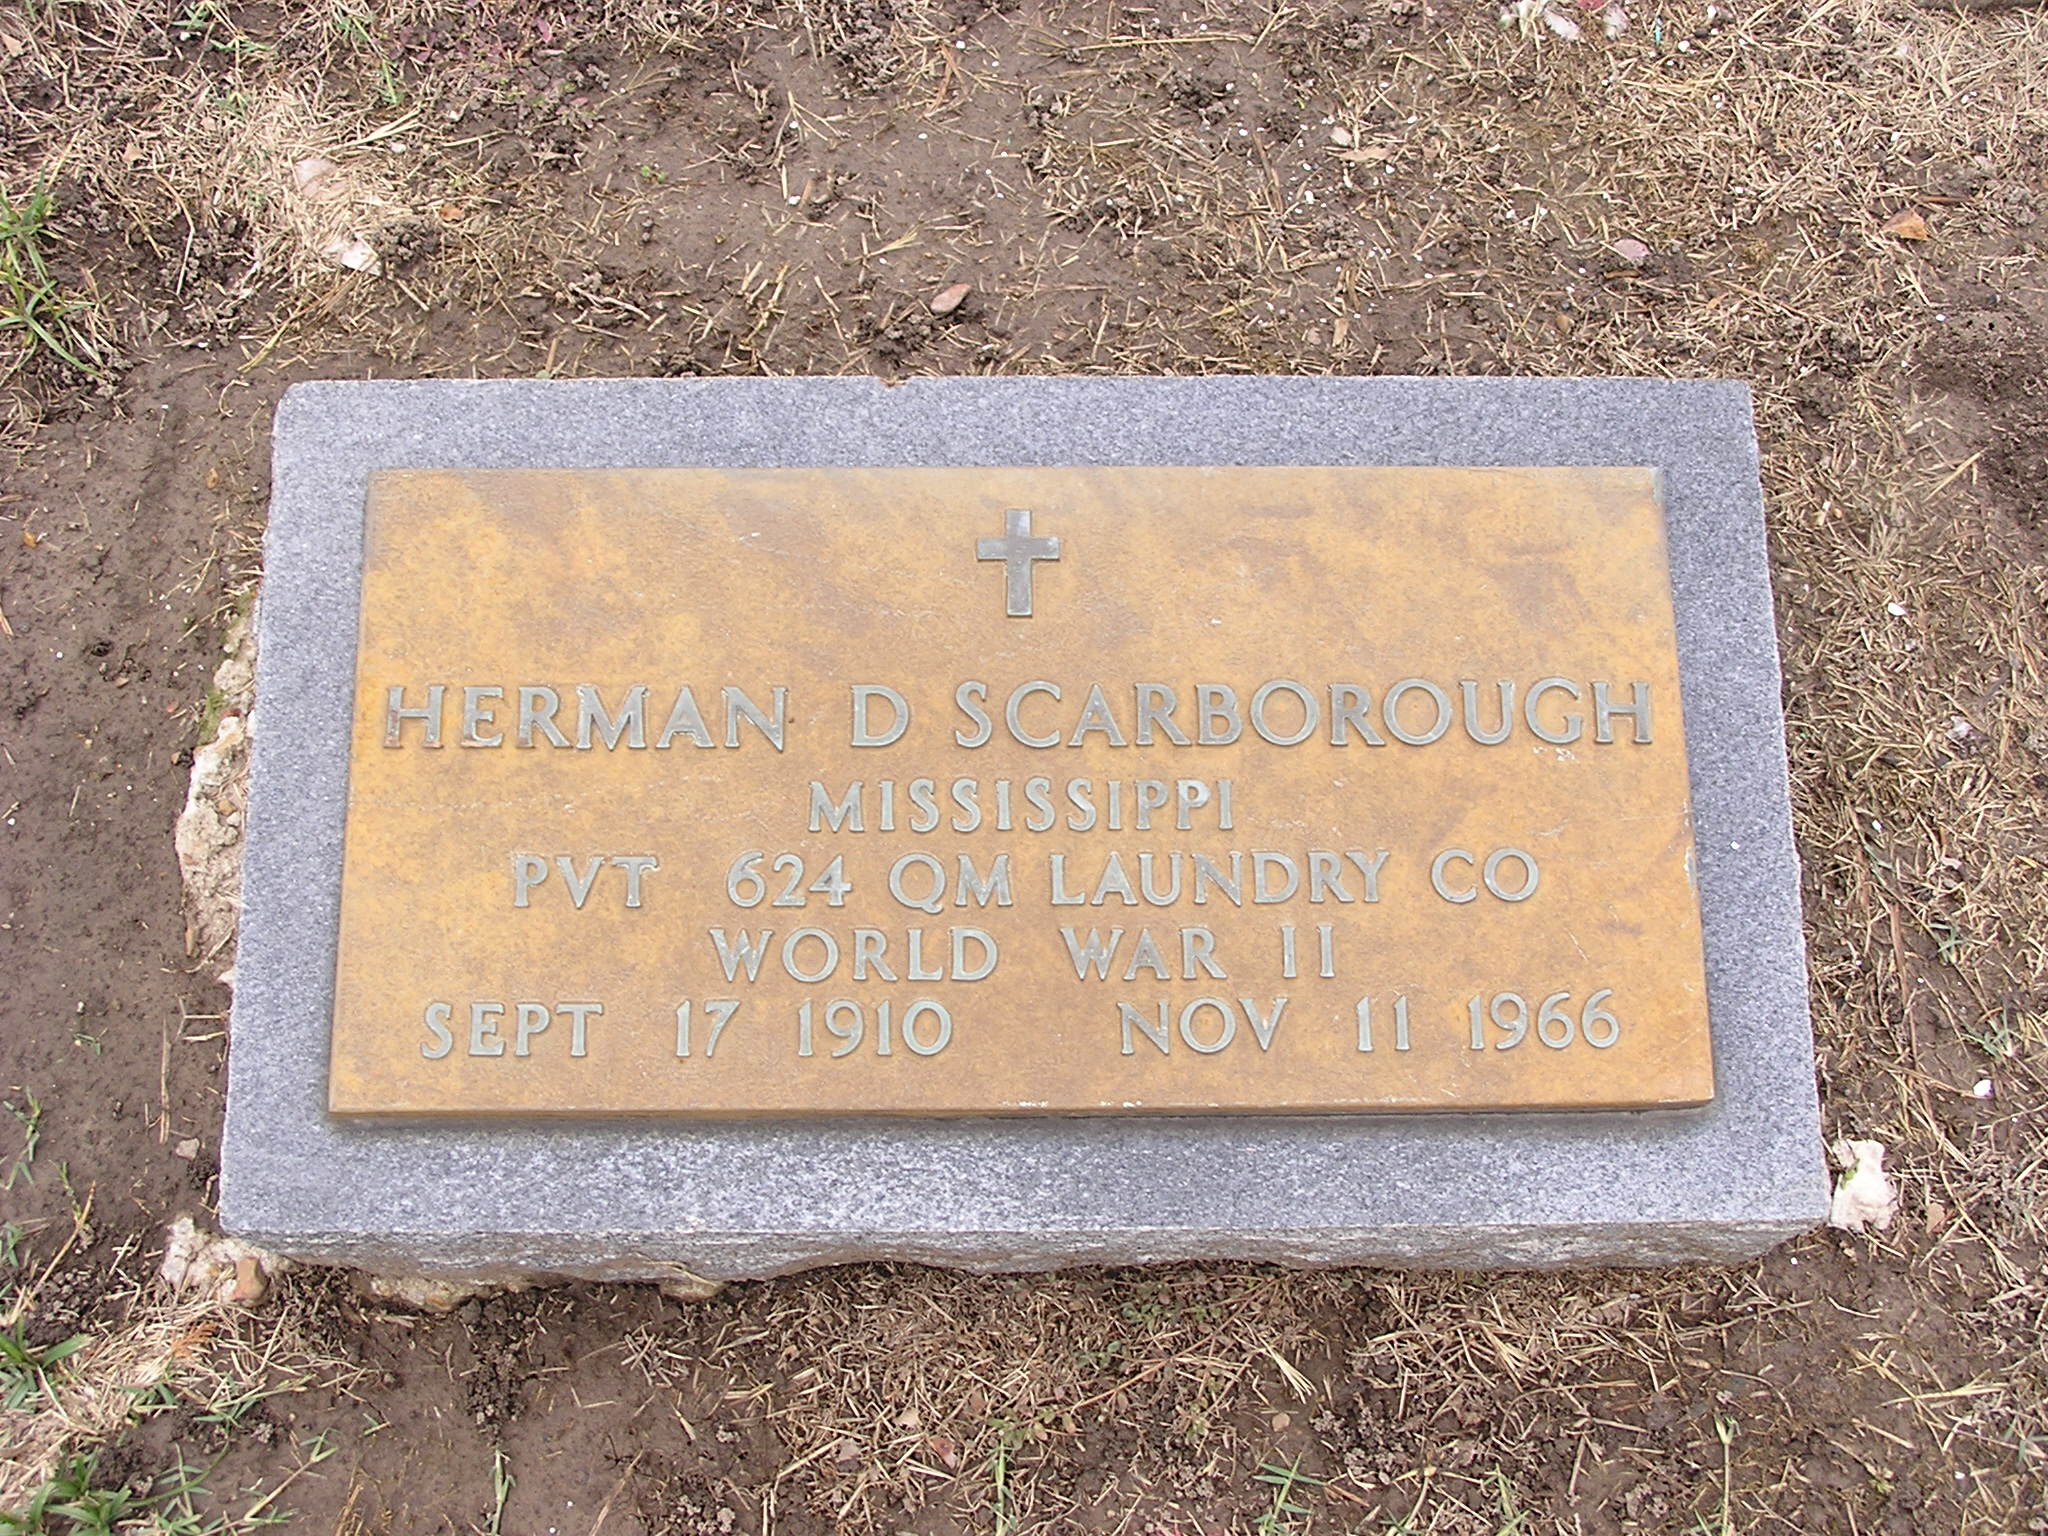 HERMAN D SCARBOROUGH
MISSISSIPPI
PVT 624 QM LAUNDRY CO
WORLD WAR II
SEPT 17 1910 NOV 11 1966